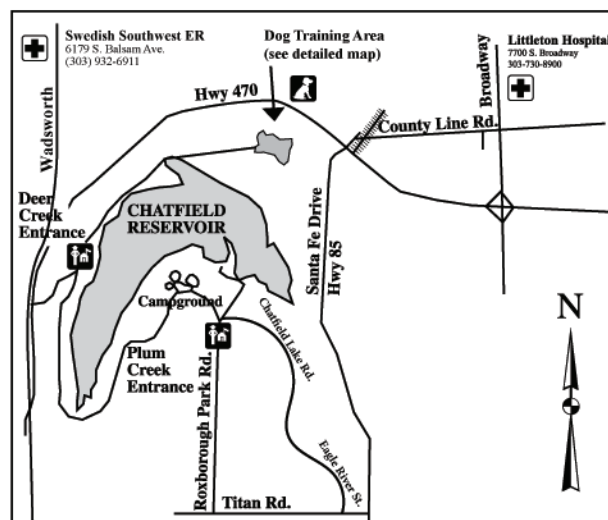 Swedish Southwest ER
6179 S. Balsam Ave.
(303) 932-6911
Dog Training Area
(see detailed map)
Littleton Hospital
7700 S. Broadway
303-730-8900
Broadway
Wadsworth
Hwy 470
County Line Rd.
Deer
Creek
Entrance
CHATFIELD
RESERVOIR
Santa Fe Drive
Hwy 85
Campground
Chatfield Lake Rd.
Plum
Creek
Entrance
Roxborough Park Rd.
Eagle River St.
Titan Rd.
N